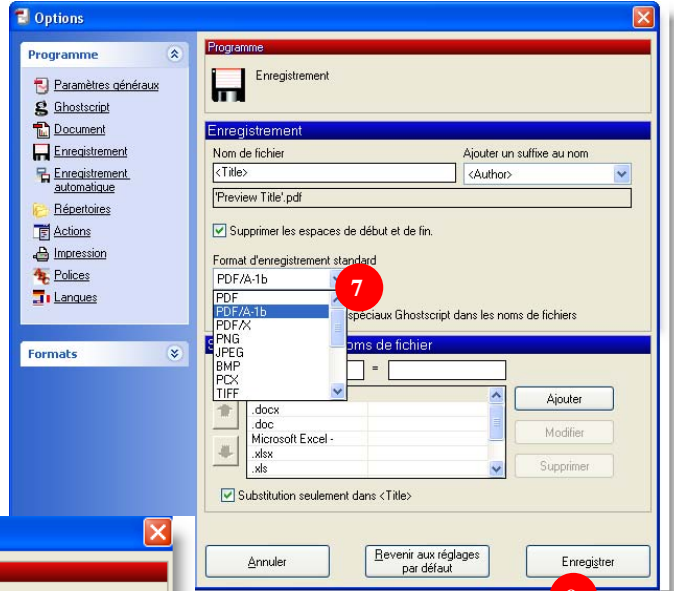 Options
Programme
Paramètres généraux
Ghostscript
Document
Enregistrement
Enregistrement
automatique
Répertoires
Actions
Impression
Polices
Langues
Formats
Programme
Enregistrement
Enregistrement
Nom de fichier
Ajouter un suffixe au nom
<Title>
<Author>
'Preview Title'.pdf
Supprimer les espaces de début et de fin.
Format d'enregistrement standard
PDF/A-1b
7
PDF
PDF/A-1b
spéciaux Ghostscript dans les noms de fichiers
PDF/X
PNG
JPEG
noms de fichier
BMP
=
PCX
TIFF
Ajouter
.docx
.doc
Modifier
Microsoft Excel -
.xlsx
.xls
Supprimer
Substitution seulement dans <Title>
Annuler
Revenir aux réglages
par défaut
Enregistrer